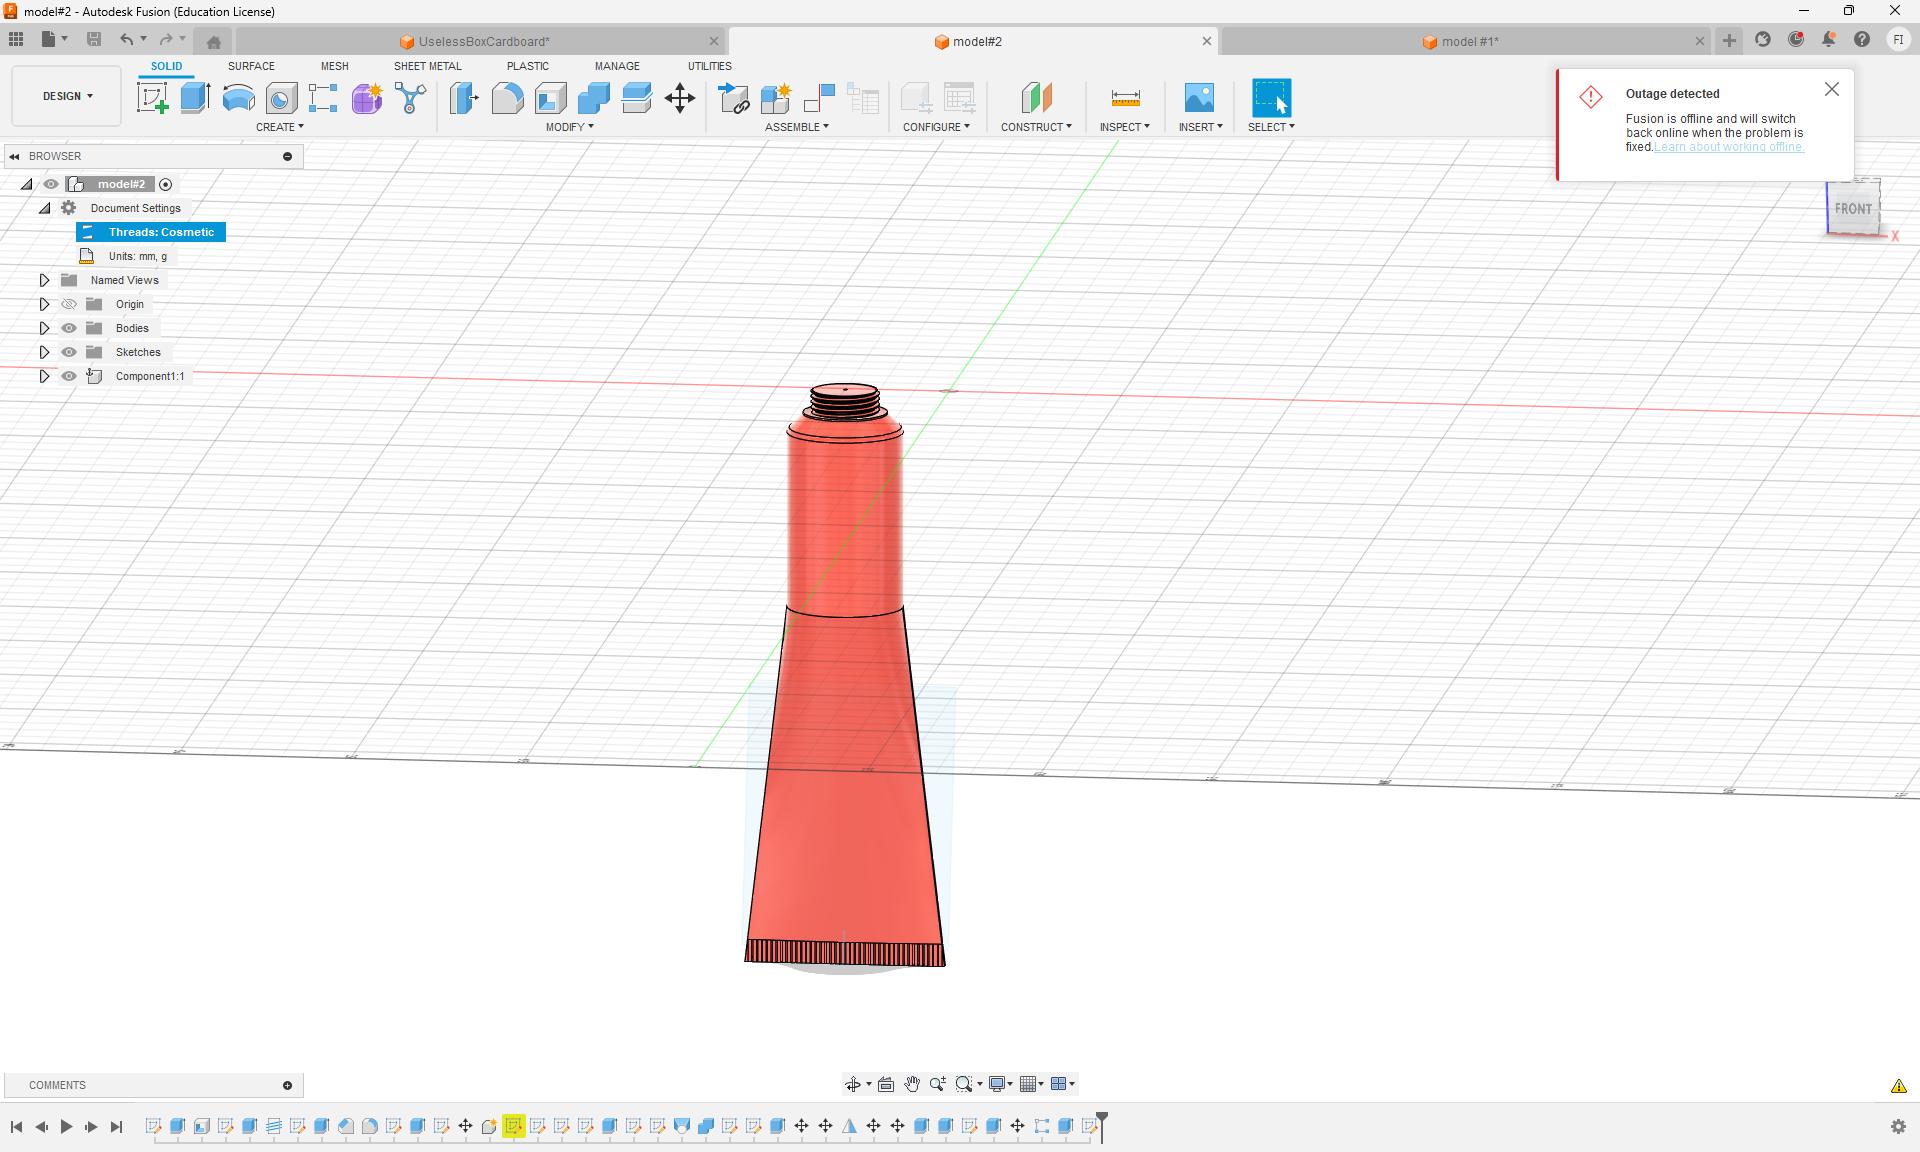 model#2 - Autodesk Fusion (Education License)
UselessBoxCardboard*
model#2
model #1*
FI
DESIGN
SOLID
SURFACE
MESH
SHEET METAL
PLASTIC
MANAGE
UTILITIES
CREATE
MODIFY
ASSEMBLE
CONFIGURE
CONSTRUCT
INSPECT
INSERT
SELECT
Outage detected
Fusion is offline and will switch
back online when the problem is
fixed.Learn about working offline.
FRONT
X
BROWSER
model#2
Document Settings
Threads: Cosmetic
Units: mm, g
Named Views
Origin
Bodies
Sketches
Component1:1
COMMENTS